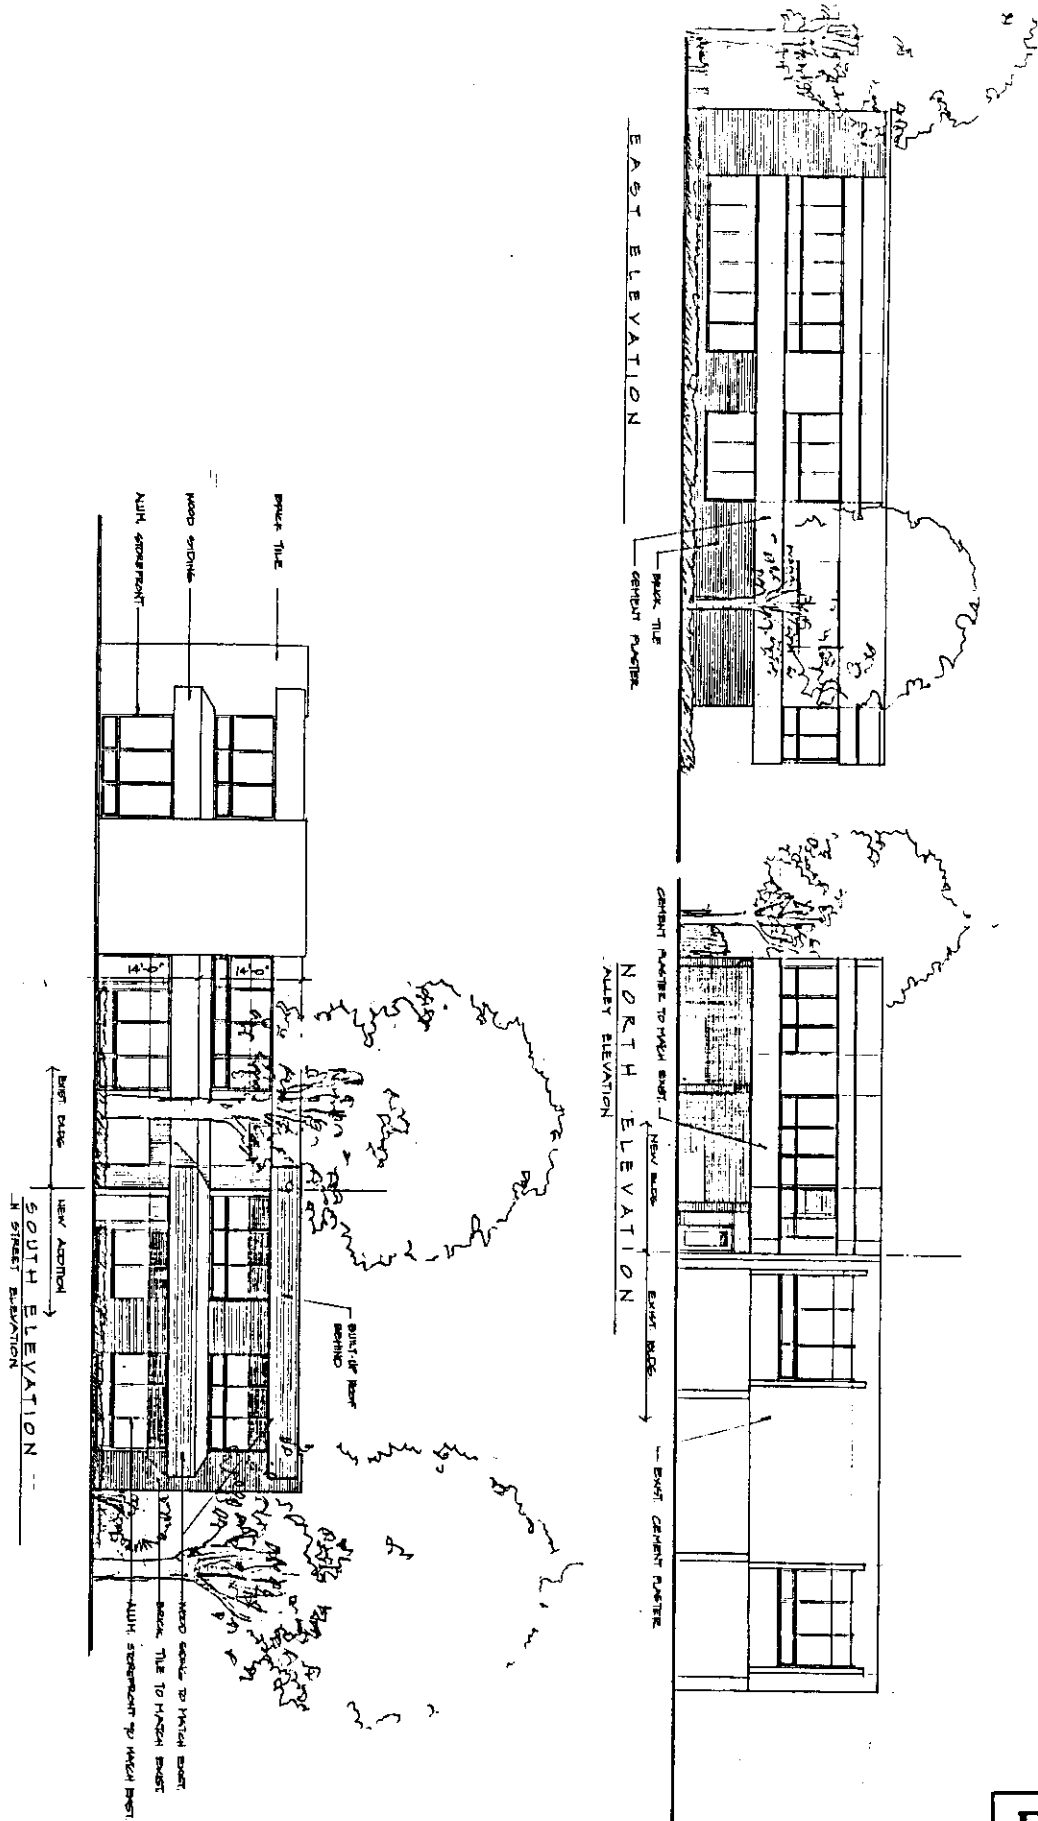 EAST ELEVATION
BRICK TILE
CEMENT PLASTER
CEMENT PLASTER TO MACH EXIST.
NEW BLDG
EXIST. BLDG.
EXIST. CEMENT PLASTER
NORTH ELEVATION
ALLEY ELEVATION
BRICK TILE
WOOD SIDING
ALUM. STOREFRONT
14'-0"
14'-0"
EXIST. BLDG
NEW ADDITION
BUILT-UP ROOF
BEHIND
WOOD SIDING TO MATCH EXIST.
BRICK TILE TO MATCH EXIST
ALUM. STOREFRONT TO MATCH EXIST.
SOUTH ELEVATION
N STREET ELEVATION